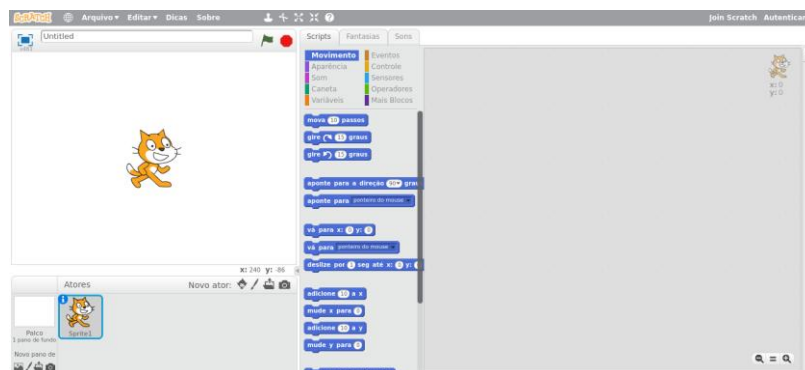 SCRATCH Arquivo Editar Dicas Sobre Join Scratch Autenticar
Untitled
Scripts Fantasias Sons
Movimento Eventos
Aparência Controle
Som Sensores
Caneta Operadores
Variáveis Mais Blocos
x: 0
y: 0
mova 10 passos
gire 15 graus
gire 15 graus
aponte para a direção 90 grau
aponte para ponteiro do mouse
vá para x: 0 y: 0
vá para ponteiro do mouse
deslize por 1 seg até x: 0 y:
adicione 10 a x
mude x para 0
adicione 10 a y
mude y para 0
x: 240 y: -86
Atores Novo ator:
Palco
1 pano de fundo
Sprite1
Novo pano de